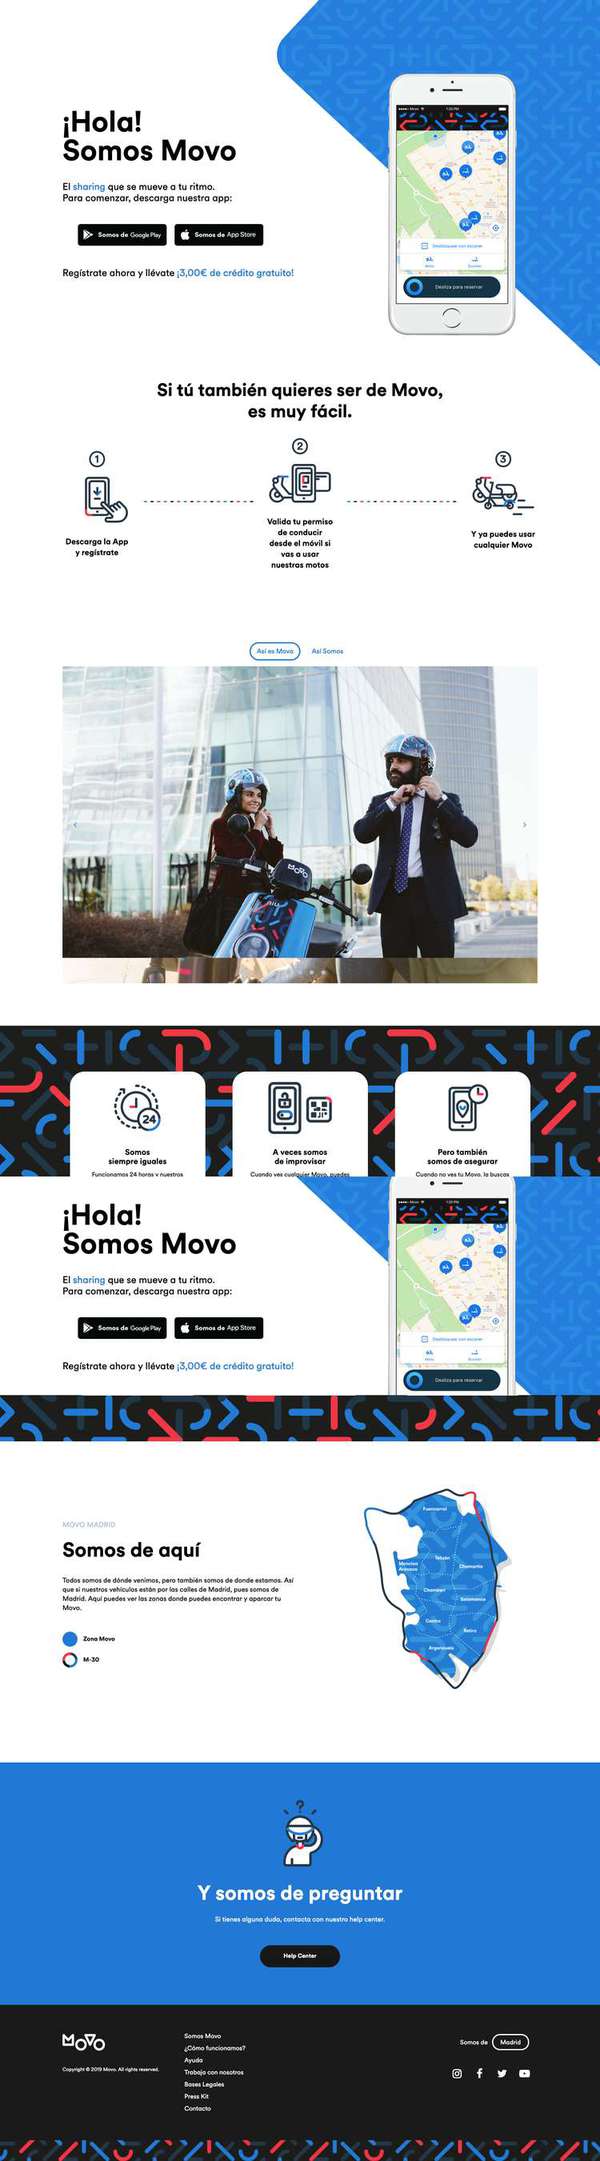 ¡Hola!
Somos Movo
El sharing que se mueve a tu ritmo.
Para comenzar, descarga nuestra app:
Somos de Google Play
Somos de App Store
Regístrate ahora y llévate ¡3,00€ de crédito gratuito!
Desliza para reservar
Si tú también quieres ser de Movo,
es muy fácil.
1
2
3
Descarga la App
y regístrate
Valida tu permiso
de conducir
desde el móvil si
vas a usar
nuestras motos
Y ya puedes usar
cualquier Movo
Así es Movo
Así Somos
MOVO
24
Somos
siempre iguales
Funcionamos 24 horas y nuestros
A veces somos
de improvisar
Cuando ves cualquier Movo, puedes
Pero también
somos de asegurar
Cuando no ves tu Movo, la buscas
¡Hola!
Somos Movo
El sharing que se mueve a tu ritmo.
Para comenzar, descarga nuestra app:
Somos de Google Play
Somos de App Store
Regístrate ahora y llévate ¡3,00€ de crédito gratuito!
Desliza para reservar
MOVO MADRID
Somos de aquí
Todos somos de dónde venimos, pero también somos de donde estamos. Así
que si nuestros vehículos están por las calles de Madrid, pues somos de
Madrid. Aquí puedes ver las zonas donde puedes encontrar y aparcar tu
Movo.
Zona Movo
M-30
Fuencarral
Tetuán
Moncloa
Aravaca
Chamartín
Chamberí
Salamanca
Centro
Retiro
Arganzuela
?
Y somos de preguntar
Si tienes alguna duda, contacta con nuestro help center.
Help Center
MOVO
Copyright © 2019 Movo. All rights reserved.
Somos Movo
¿Cómo funcionamos?
Ayuda
Trabaja con nosotros
Bases Legales
Press Kit
Contacto
Somos de
Madrid